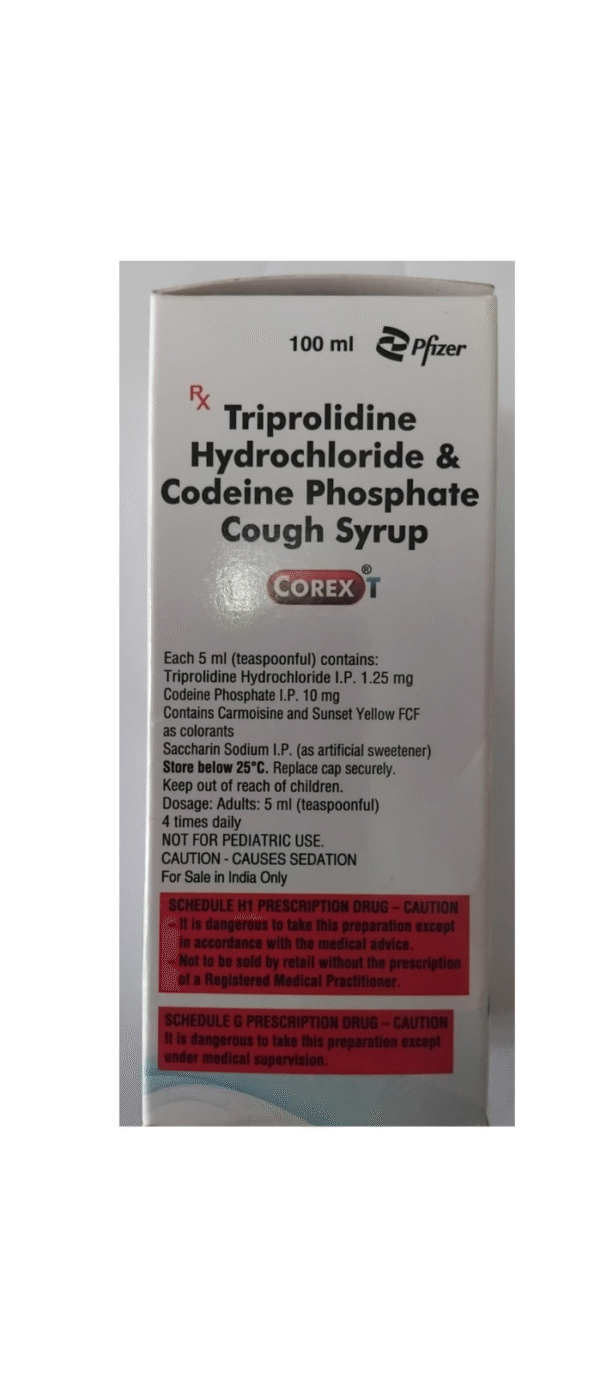 100 ml Pfizer
Rx
Triprolidine
Hydrochloride &
Codeine Phosphate
Cough Syrup
COREX T®
Each 5 ml (teaspoonful) contains:
Triprolidine Hydrochloride I.P. 1.25 mg
Codeine Phosphate I.P. 10 mg
Contains Carmoisine and Sunset Yellow FCF
as colorants
Saccharin Sodium I.P. (as artificial sweetener)
Store below 25°C. Replace cap securely.
Keep out of reach of children.
Dosage: Adults: 5 ml (teaspoonful)
4 times daily
NOT FOR PEDIATRIC USE.
CAUTION - CAUSES SEDATION
For Sale in India Only
SCHEDULE H1 PRESCRIPTION DRUG – CAUTION
– It is dangerous to take this preparation except
in accordance with the medical advice.
– Not to be sold by retail without the prescription
of a Registered Medical Practitioner.
SCHEDULE G PRESCRIPTION DRUG – CAUTION
It is dangerous to take this preparation except
under medical supervision.